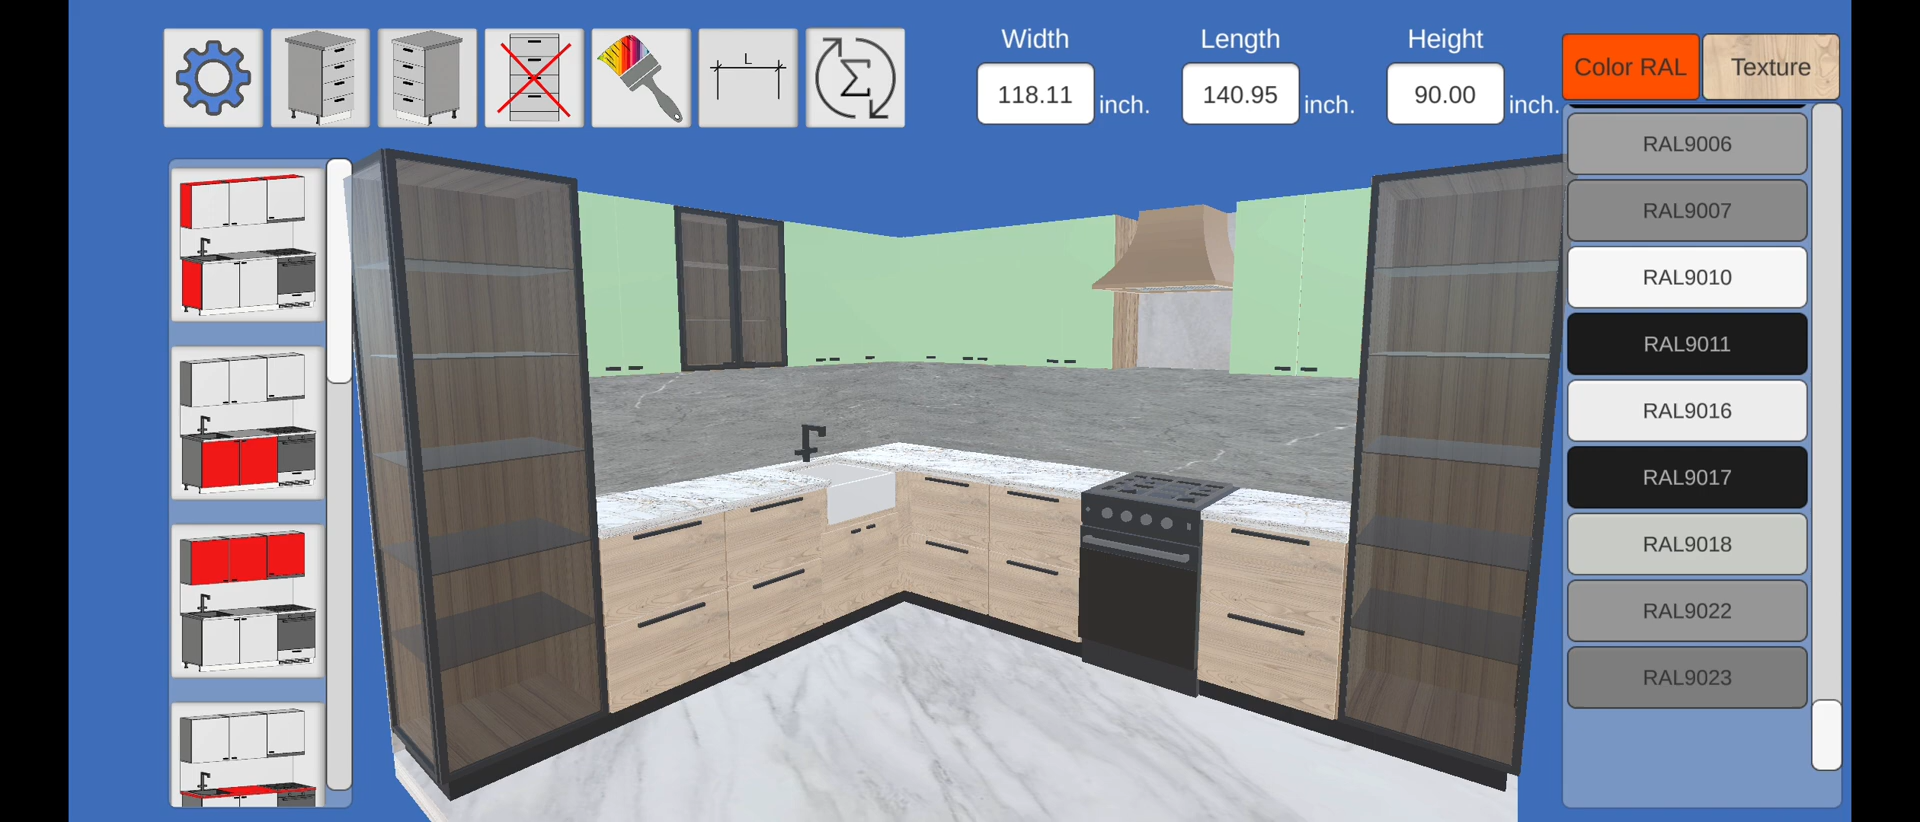 Width
Length
Height
118.11 inch.
140.95 inch.
90.00 inch.
L
Σ
Color RAL
Texture
RAL9006
RAL9007
RAL9010
RAL9011
RAL9016
RAL9017
RAL9018
RAL9022
RAL9023